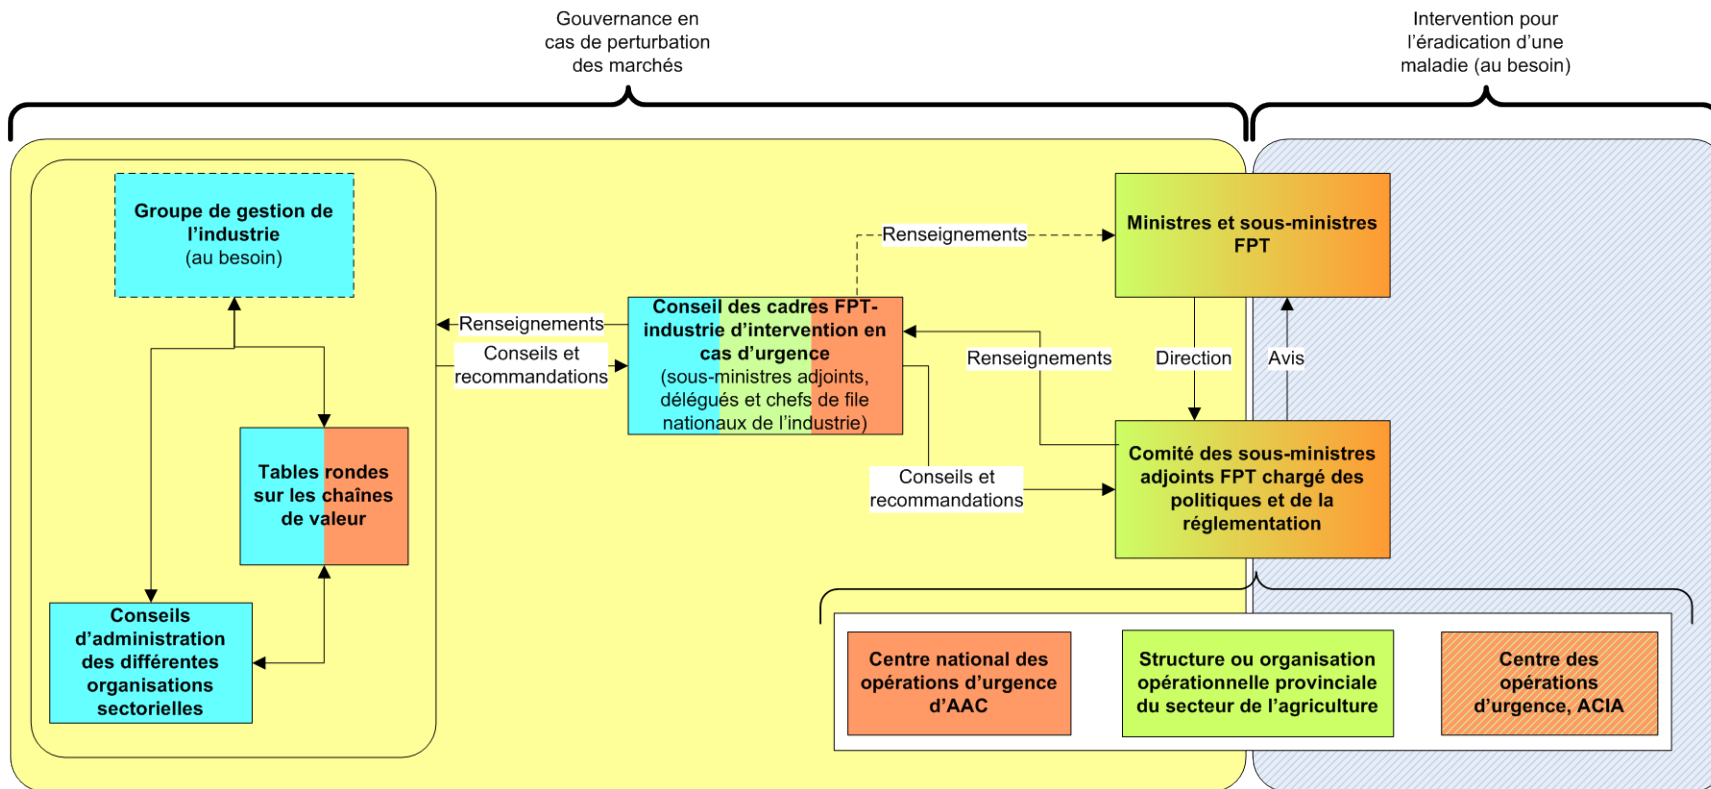 Gouvernance en
cas de perturbation
des marchés
Intervention pour
l’éradication d’une
maladie (au besoin)
Groupe de gestion de
l’industrie
(au besoin)
Renseignements
Ministres et sous-ministres
FPT
Renseignements
Conseils et
recommandations
Conseil des cadres FPT-
industrie d’intervention en
cas d’urgence
(sous-ministres adjoints,
délégués et chefs de file
nationaux de l’industrie)
Renseignements
Direction
Avis
Tables rondes
sur les chaînes
de valeur
Conseils et
recommandations
Comité des sous-ministres
adjoints FPT chargé des
politiques et de la
réglementation
Conseils
d’administration
des différentes
organisations
sectorielles
Centre national des
opérations d’urgence
d’AAC
Structure ou organisation
opérationnelle provinciale
du secteur de l’agriculture
Centre des
opérations
d’urgence, ACIA